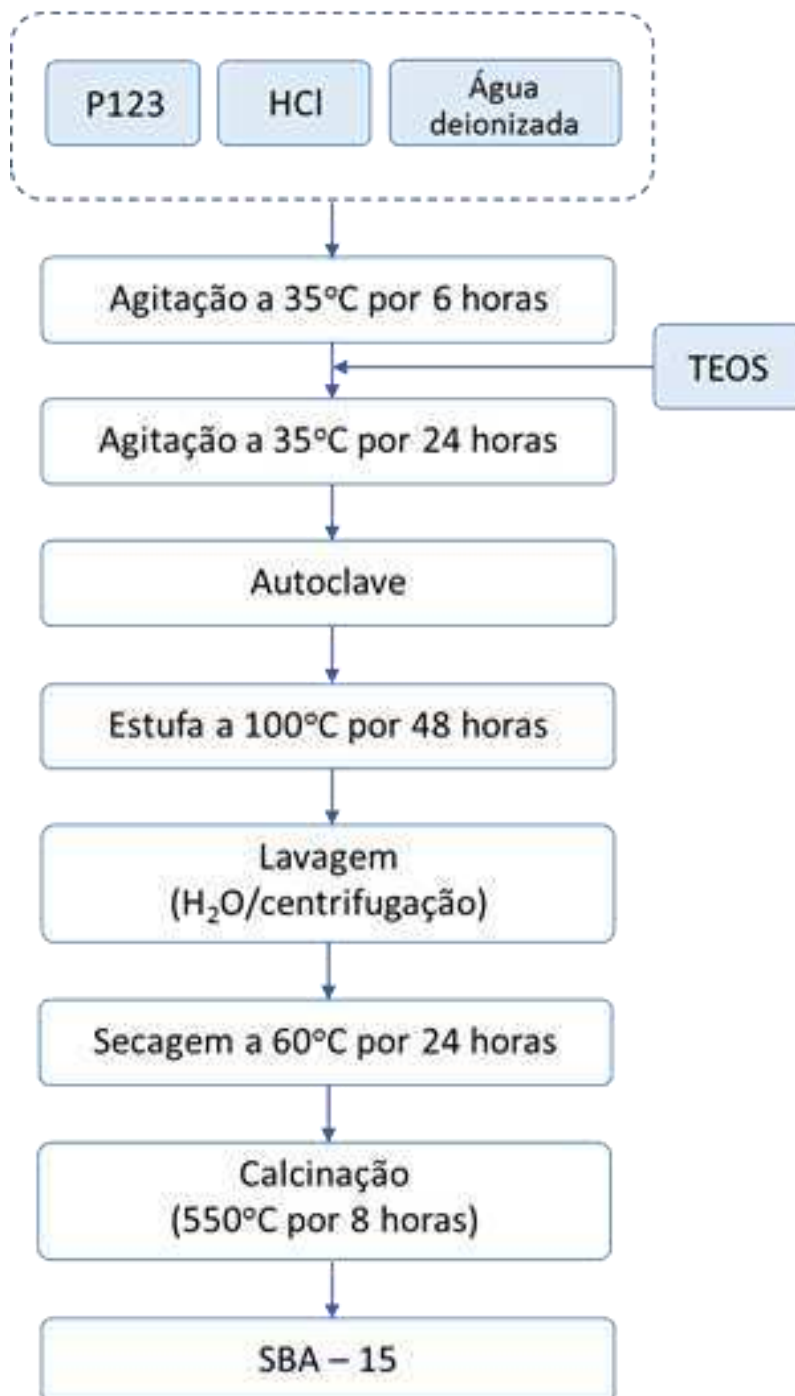 P123
HCl
Água
deionizada
Agitação a 35°C por 6 horas
TEOS
Agitação a 35°C por 24 horas
Autoclave
Estufa a 100°C por 48 horas
Lavagem
(H₂O/centrifugação)
Secagem a 60°C por 24 horas
Calcinação
(550°C por 8 horas)
SBA – 15